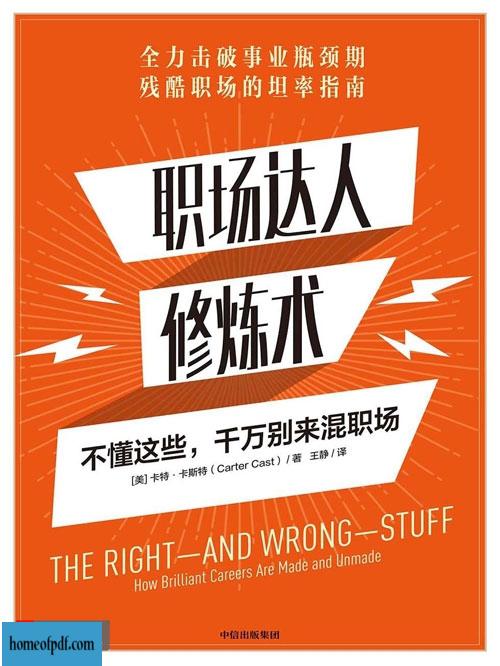 全力击破事业瓶颈期
残酷职场的坦率指南
职场达人
修炼术
不懂这些，千万别来混职场
[美] 卡特·卡斯特（Carter Cast）/ 著 王静 / 译
THE RIGHT—AND WRONG—STUFF
How Brilliant Careers Are Made and Unmade
中信出版集团
homeofpdf.com